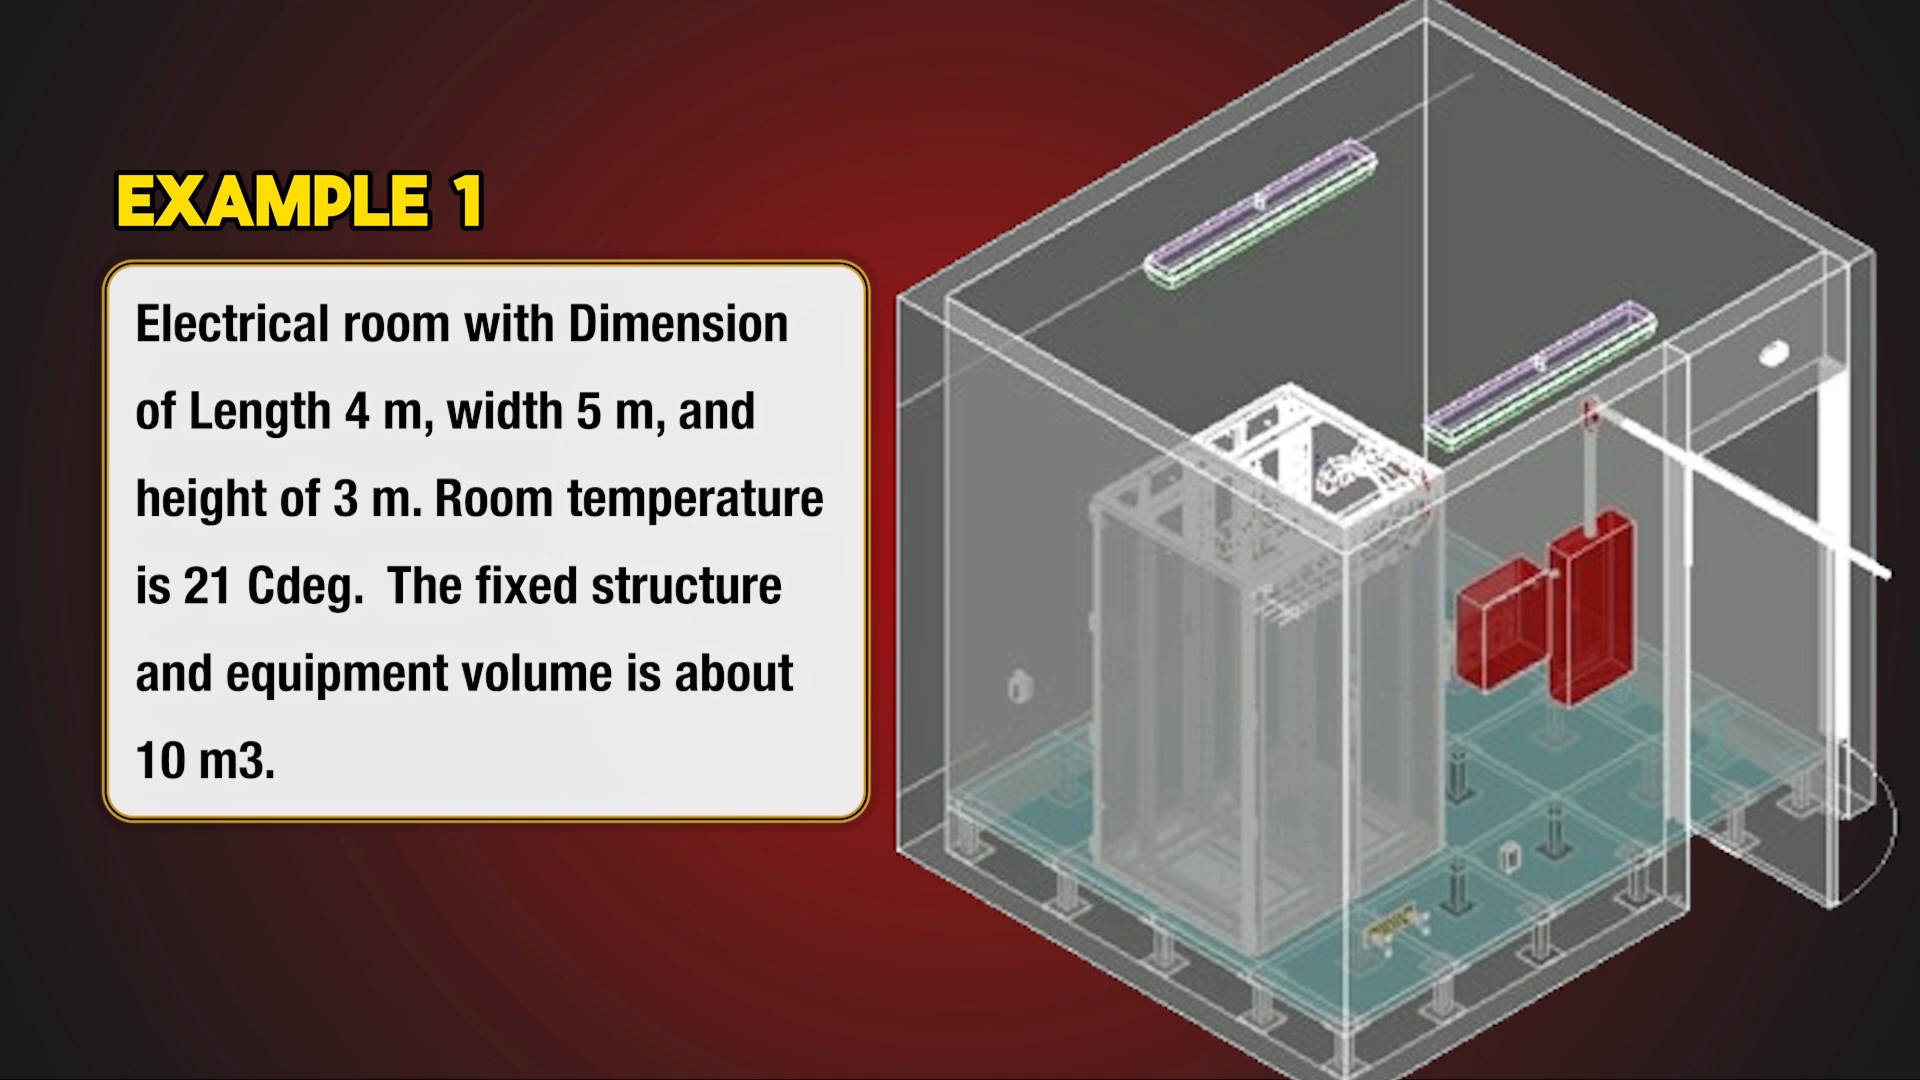 EXAMPLE 1
Electrical room with Dimension
of Length 4 m, width 5 m, and
height of 3 m. Room temperature
is 21 Cdeg.  The fixed structure
and equipment volume is about
10 m3.